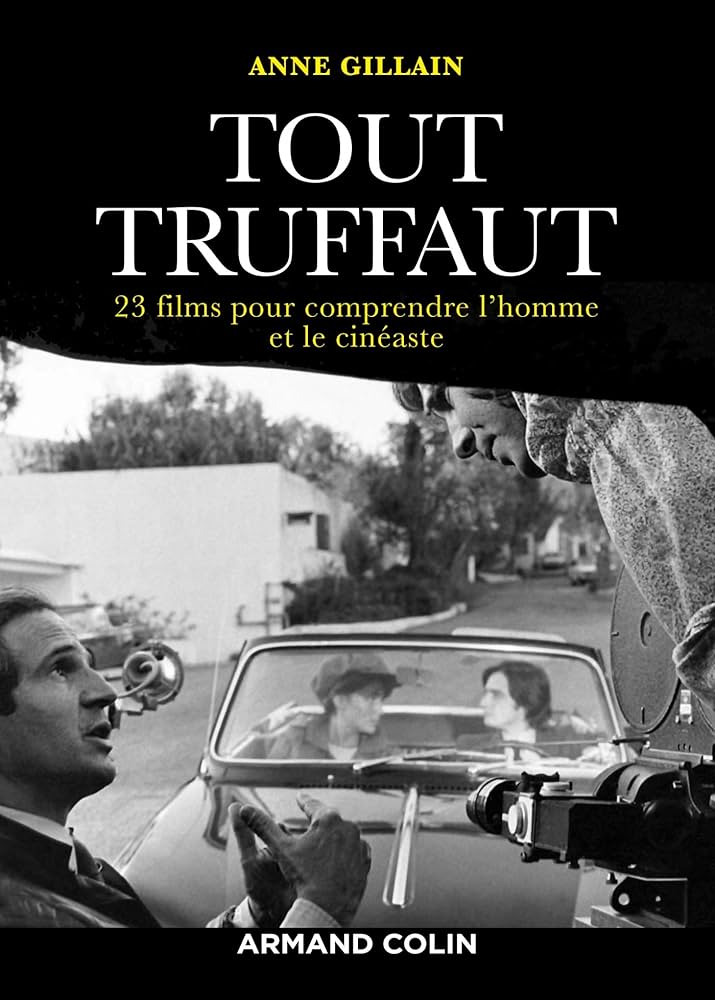 ANNE GILLAIN
TOUT
TRUFFAUT
23 films pour comprendre l’homme
et le cinéaste
ARMAND COLIN